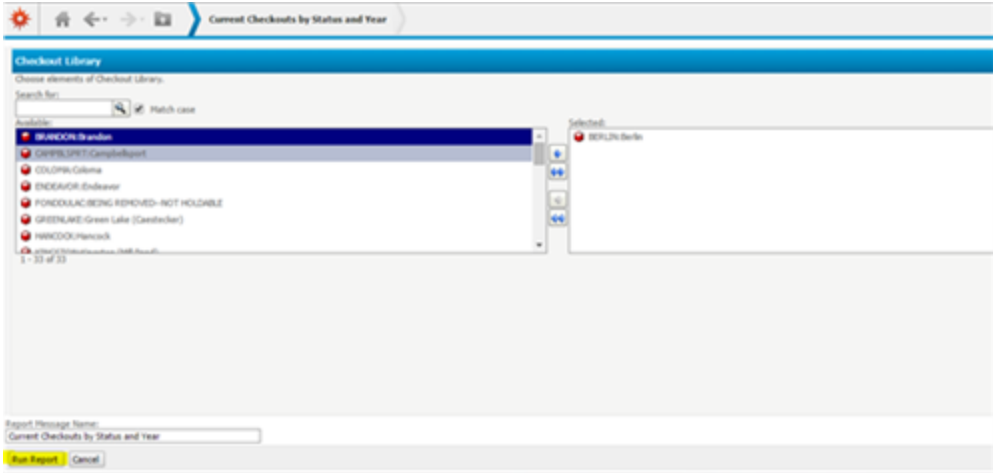 Current Checkouts by Status and Year
Checkout Library
Choose elements of Checkout Library.
Search for:
Match case
Available:
BRANDON:Brandon
CAMPBLSPRT:Campbellsport
COLOMA:Coloma
ENDEAVOR:Endeavor
FONDDULAC:BEING REMOVED--NOT HOLDABLE
GREENLAKE:Green Lake (Caestecker)
HANCOCK:Hancock
1 - 33 of 33
Selected:
BERLIN:Berlin
Report Message Name:
Current Checkouts by Status and Year
Run Report
Cancel